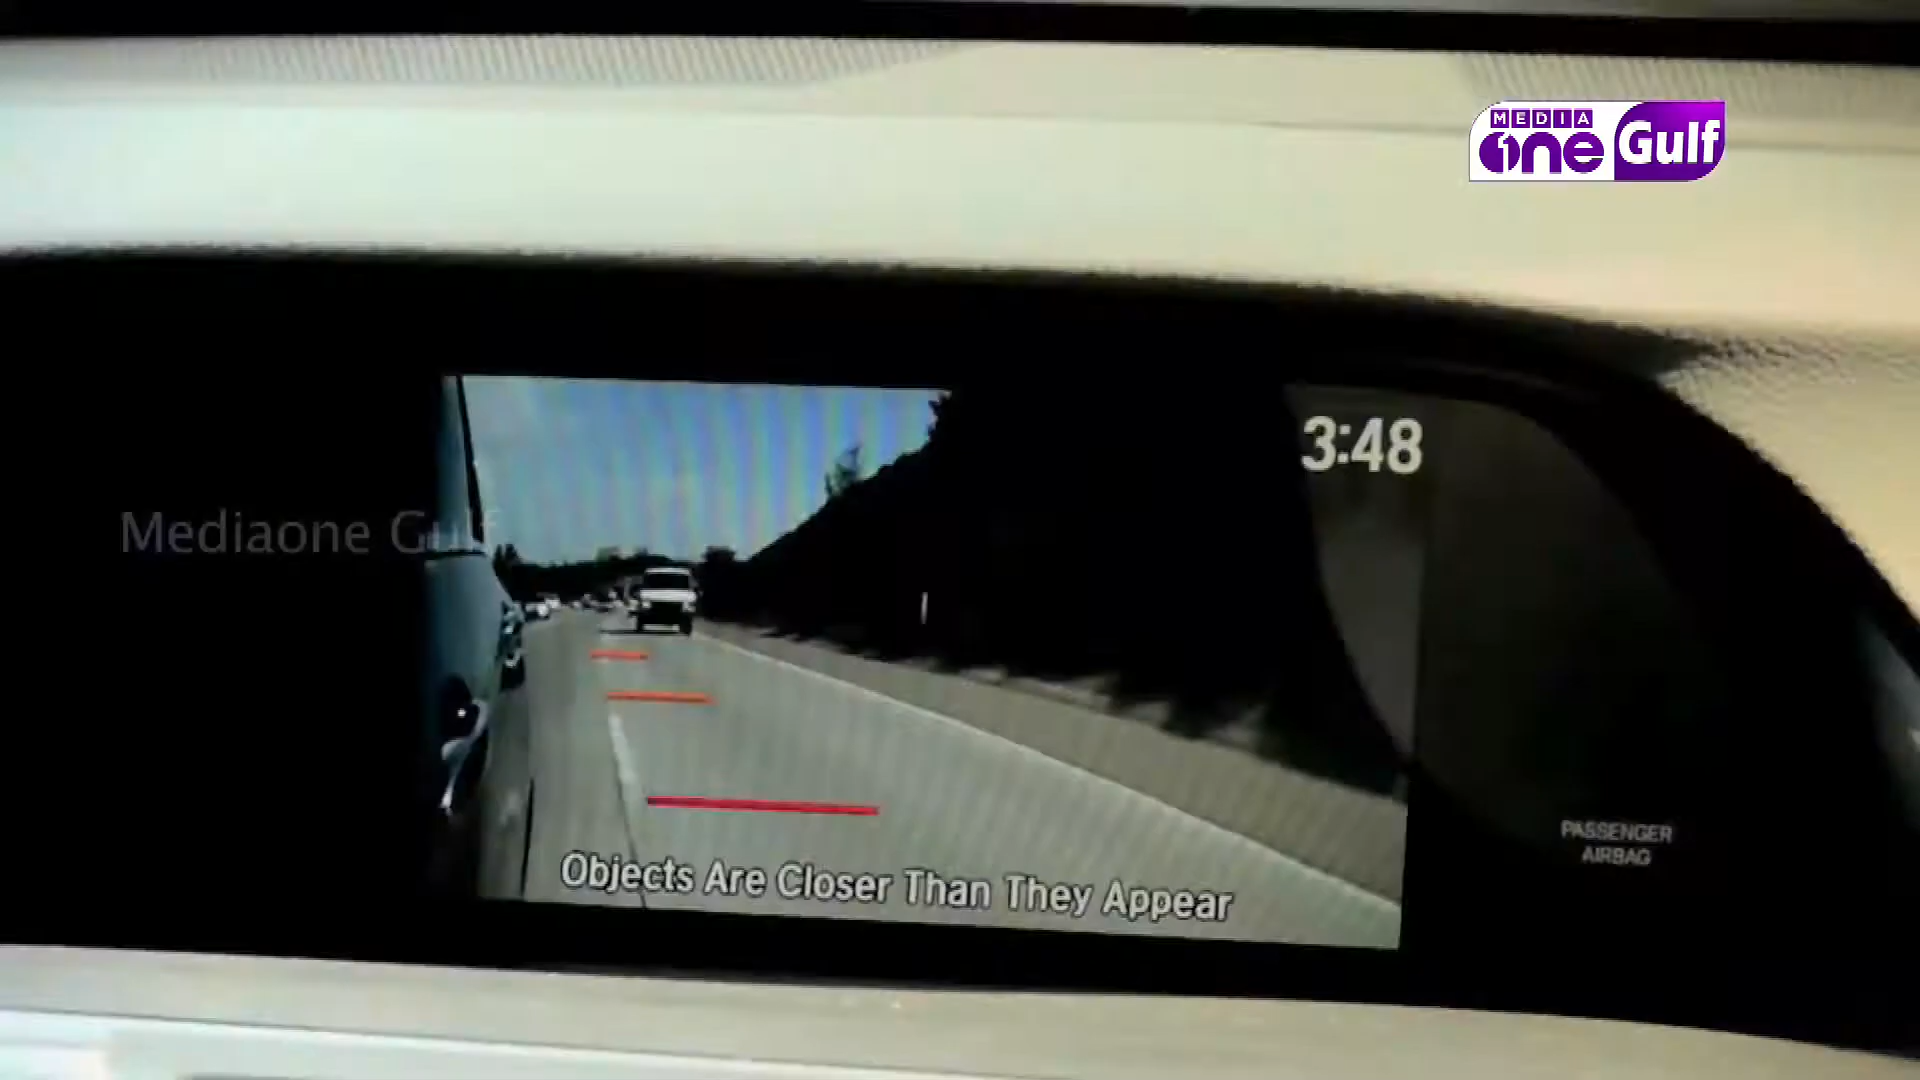 MEDIA
one Gulf
3:48
Mediaone Gulf
PASSENGER
AIRBAG
Objects Are Closer Than They Appear